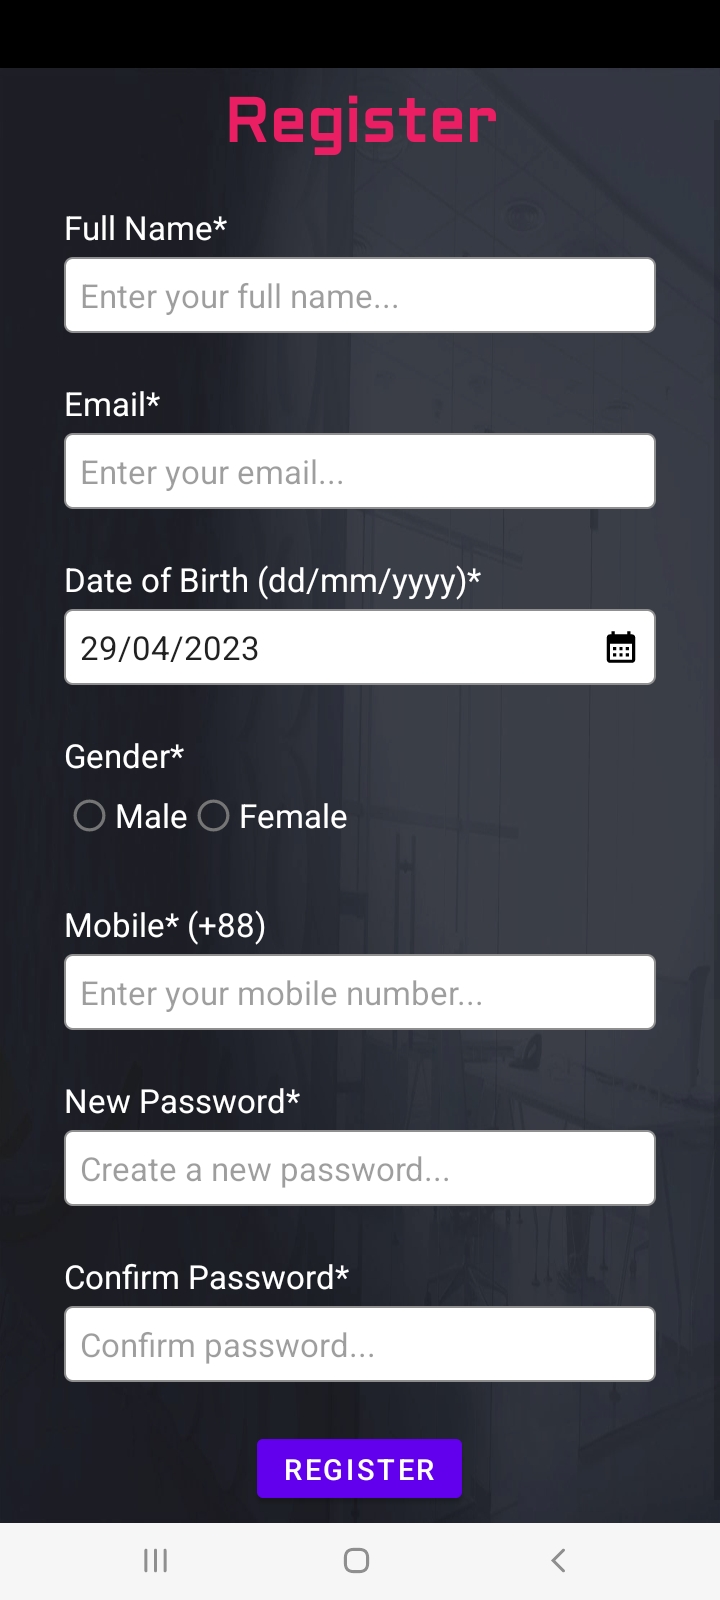 Register
Full Name*
Enter your full name...
Email*
Enter your email...
Date of Birth (dd/mm/yyyy)*
29/04/2023
Gender*
Male Female
Mobile* (+88)
Enter your mobile number...
New Password*
Create a new password...
Confirm Password*
Confirm password...
REGISTER